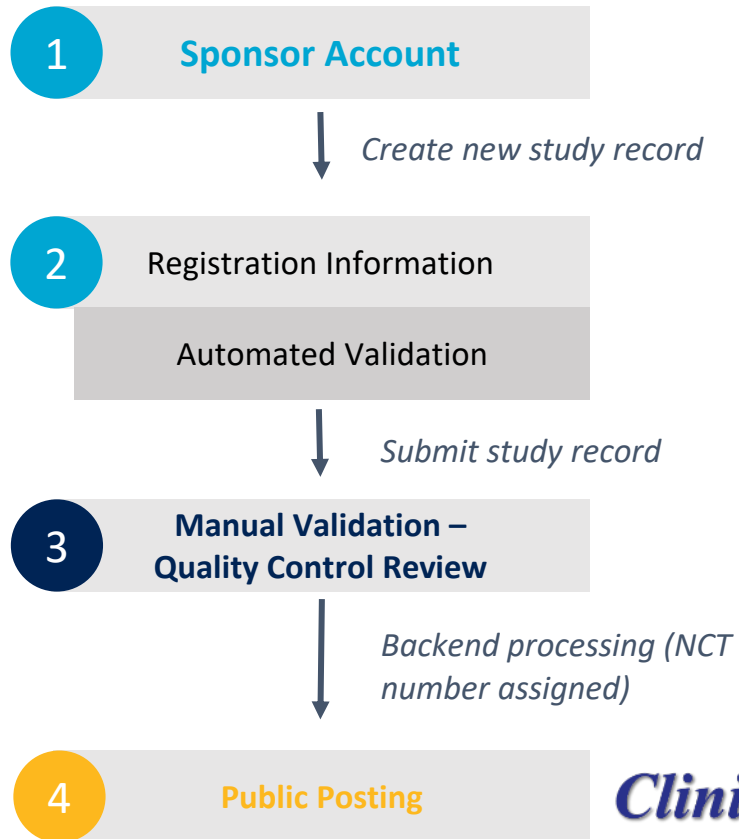 1
Sponsor Account
Create new study record
2
Registration Information
Automated Validation
Submit study record
3
Manual Validation –
Quality Control Review
Backend processing (NCT
number assigned)
4
Public Posting
Clini